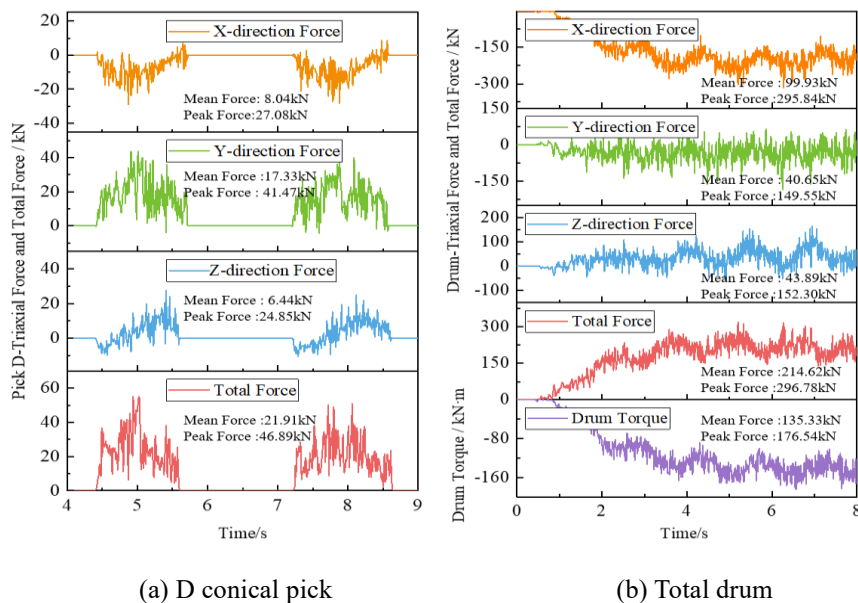 Pick D-Triaxial Force and Total Force / kN
20
0
-20
-40
X-direction Force
Mean Force: 8.04kN
Peak Force:27.08kN
40
20
0
Y-direction Force
Mean Force :17.33kN
Peak Force : 41.47kN
40
20
0
Z-direction Force
Mean Force : 6.44kN
Peak Force :24.85kN
60
40
20
0
Total Force
Mean Force :21.91kN
Peak Force :46.89kN
4 5 6 7 8 9
Time/s
(a) D conical pick
Drum-Triaxial Force and Total Force / kN
Drum Torque / kN·m
-150
-300
X-direction Force
Mean Force : 99.93kN
Peak Force :295.84kN
150
0
-150
Y-direction Force
Mean Force : 40.65kN
Peak Force :149.55kN
200
100
0
-100
Z-direction Force
Mean Force : 43.89kN
Peak Force :152.30kN
300
150
0
Total Force
Mean Force :214.62kN
Peak Force :296.78kN
-80
-160
Drum Torque
Mean Force :135.33kN
Peak Force :176.54kN
0 2 4 6 8
Time/s
(b) Total drum